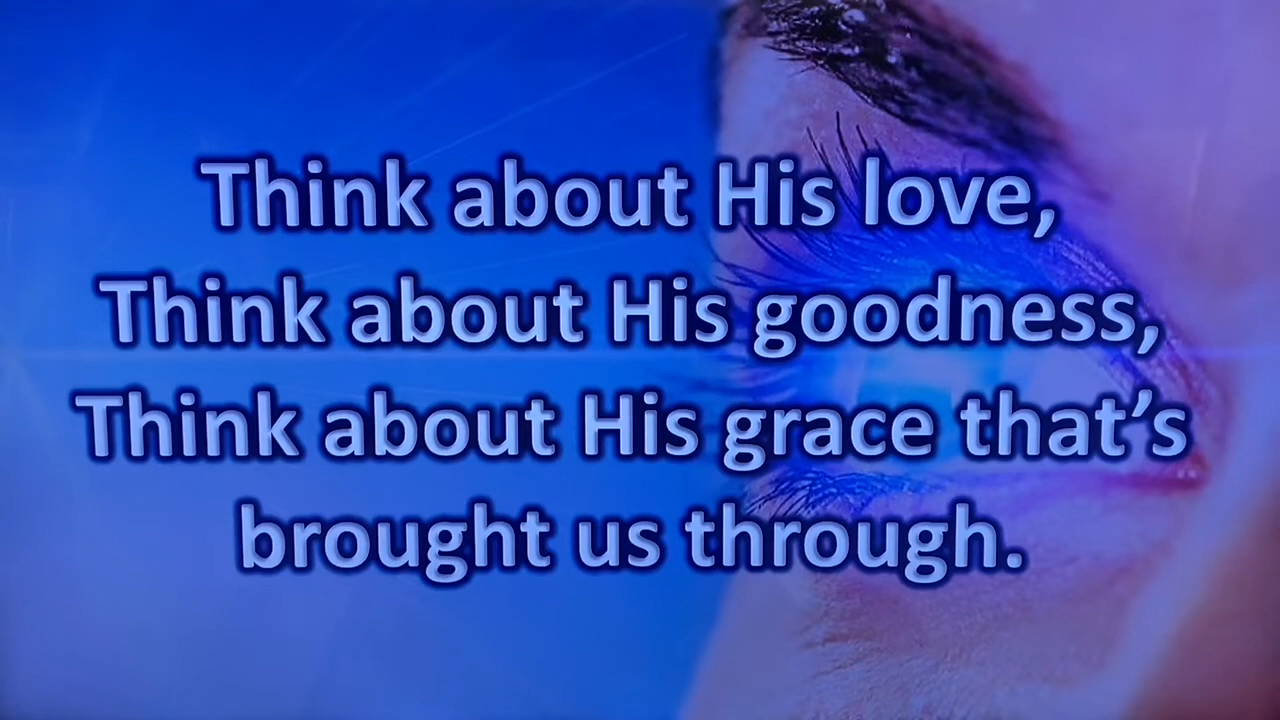 Think about His love,
Think about His goodness,
Think about His grace that’s
brought us through.